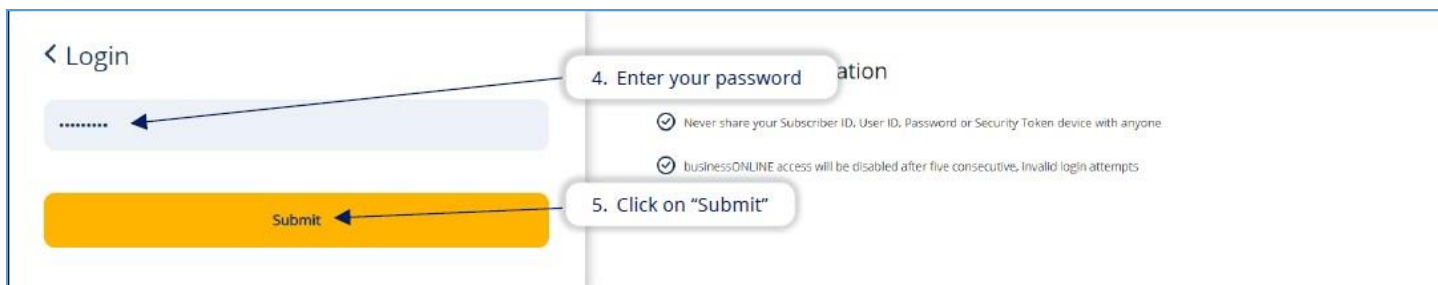 Login
4. Enter your password
ation
•••••••••
Never share your Subscriber ID, User ID, Password or Security Token device with anyone
businessONLINE access will be disabled after five consecutive, invalid login attempts
5. Click on “Submit”
Submit